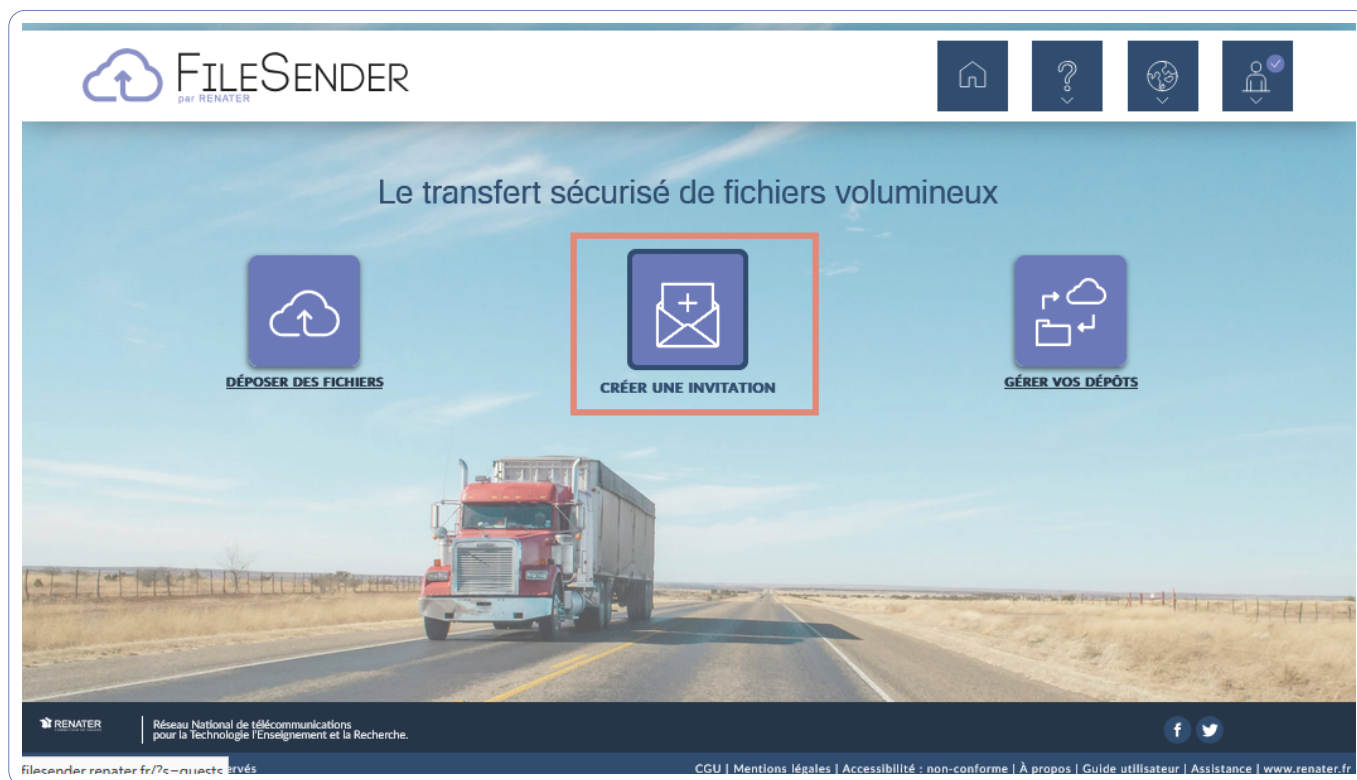 FILESENDER
par RENATER
?
Le transfert sécurisé de fichiers volumineux
DÉPOSER DES FICHIERS
CRÉER UNE INVITATION
GÉRER VOS DÉPÔTS
RENATER
Réseau National de télécommunications
pour la Technologie l'Enseignement et la Recherche.
filesender.renater.fr/?s=guests
CGU | Mentions légales | Accessibilité : non-conforme | À propos | Guide utilisateur | Assistance | www.renater.fr